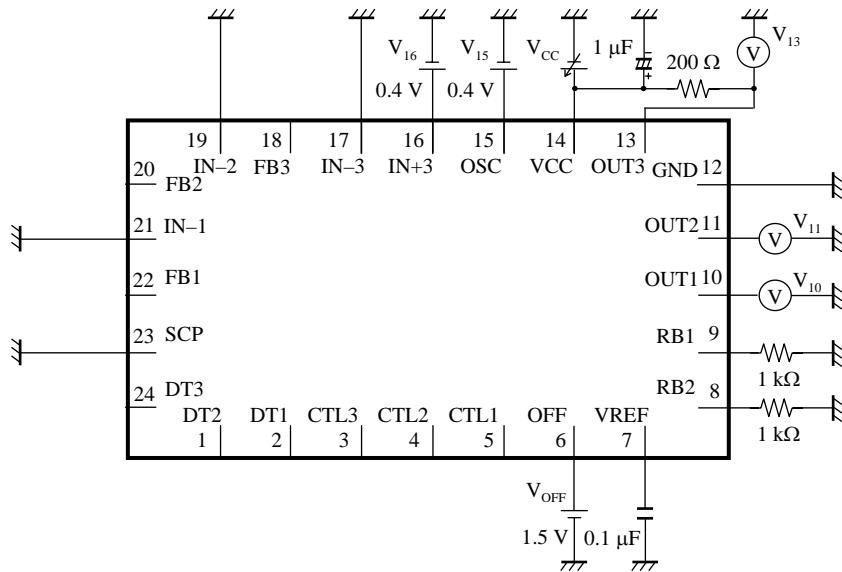 V16 V15 VCC 1 μF − + 200 Ω V V13
0.4 V 0.4 V
19 18 17 16 15 14 13
IN–2 FB3 IN–3 IN+3 OSC VCC OUT3
20 FB2 GND 12
21 IN–1 OUT2 11 V V11
22 FB1 OUT1 10 V V10
23 SCP RB1 9
1 kΩ
24 DT3 RB2 8
1 kΩ
DT2 DT1 CTL3 CTL2 CTL1 OFF VREF
1 2 3 4 5 6 7
VOFF
1.5 V 0.1 μF